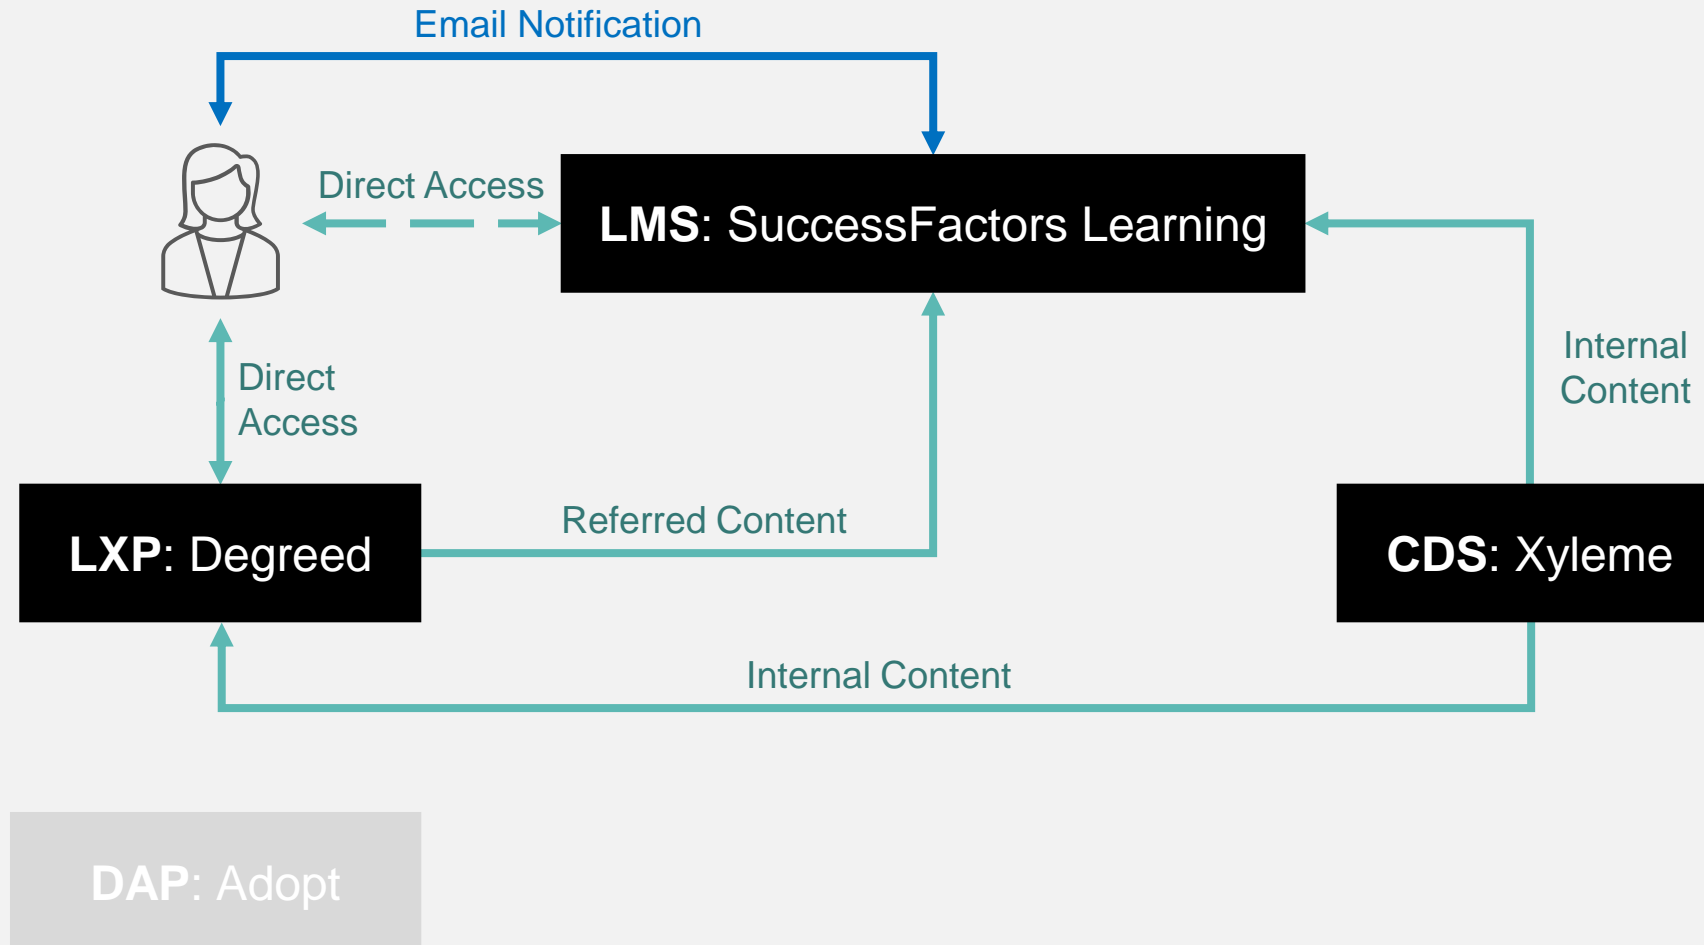 Email Notification
Direct Access
LMS: SuccessFactors Learning
Direct
Access
Internal
Content
Referred Content
LXP: Degreed
CDS: Xyleme
Internal Content
DAP: Adopt